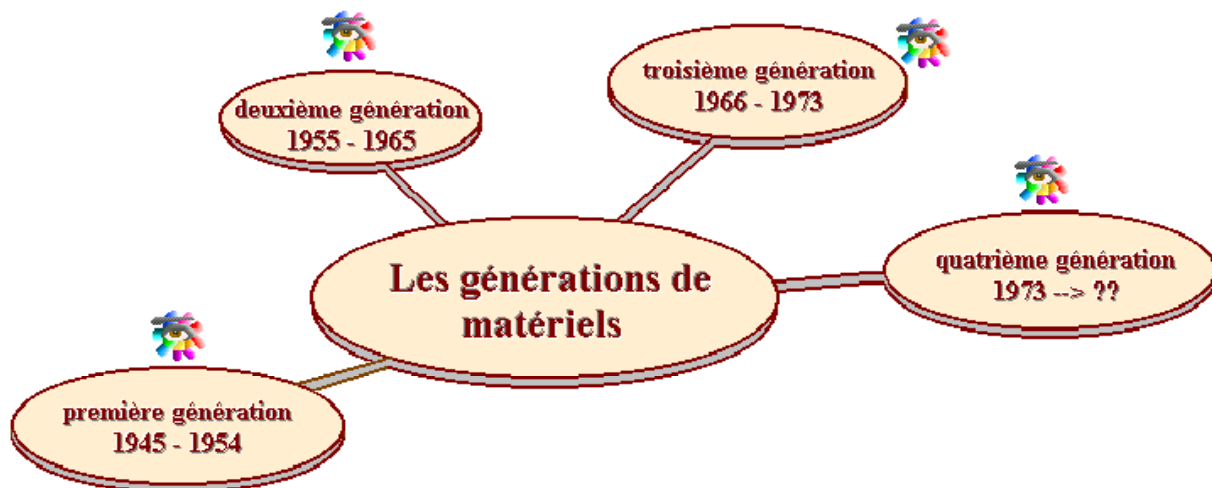 deuxième génération
1955 - 1965
troisième génération
1966 - 1973
Les générations de
matériels
quatrième génération
1973 --> ??
première génération
1945 - 1954